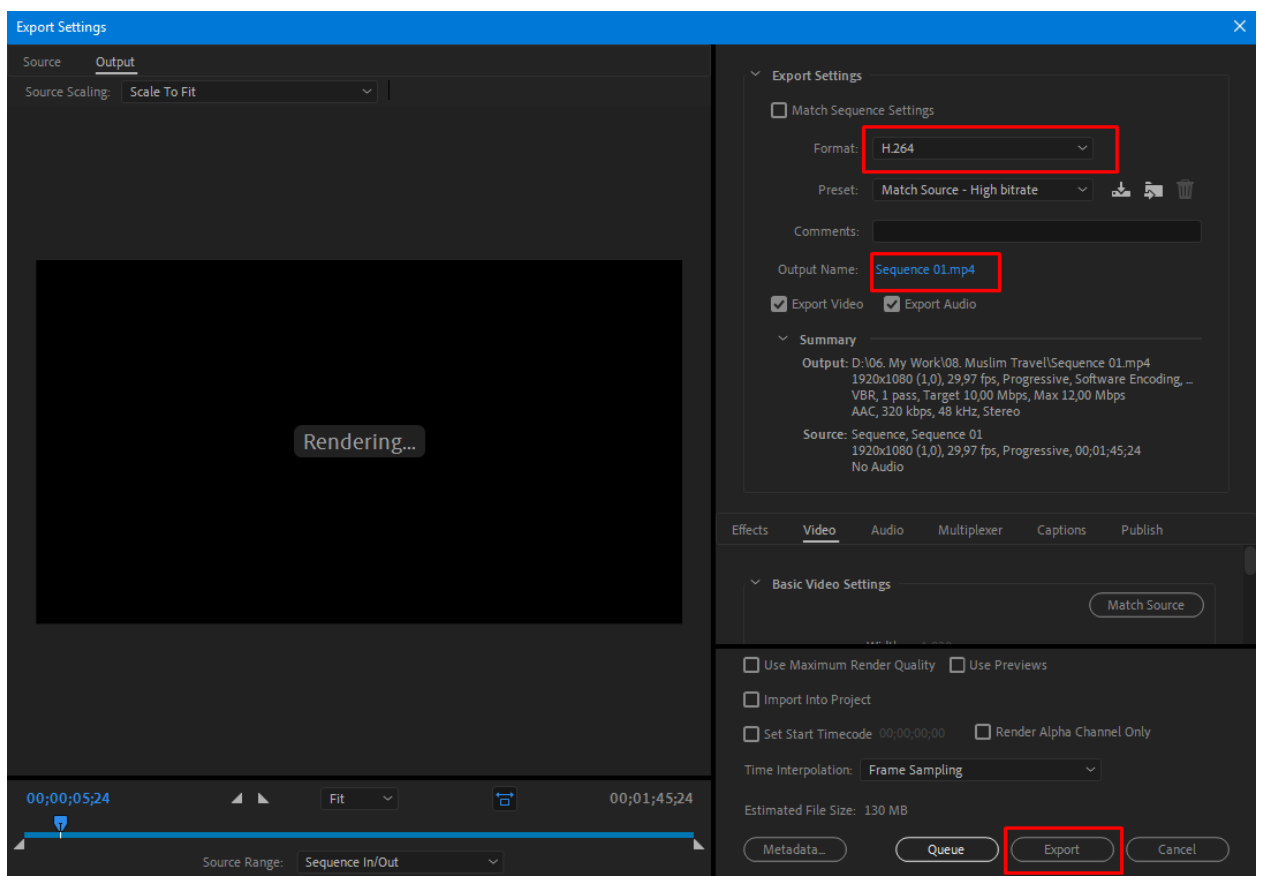 Export Settings
Source Output
Source Scaling: Scale To Fit
Rendering...
00;00;05;24 Fit 00;01;45;24
Source Range: Sequence In/Out
Export Settings
Match Sequence Settings
Format: H.264
Preset: Match Source - High bitrate
Comments:
Output Name: Sequence 01.mp4
Export Video Export Audio
Summary
Output: D:\06. My Work\08. Muslim Travel\Sequence 01.mp4
1920x1080 (1,0), 29,97 fps, Progressive, Software Encoding, ...
VBR, 1 pass, Target 10,00 Mbps, Max 12,00 Mbps
AAC, 320 kbps, 48 kHz, Stereo
Source: Sequence, Sequence 01
1920x1080 (1,0), 29,97 fps, Progressive, 00;01;45;24
No Audio
Effects Video Audio Multiplexer Captions Publish
Basic Video Settings
Match Source
Use Maximum Render Quality Use Previews
Import Into Project
Set Start Timecode 00;00;00;00 Render Alpha Channel Only
Time Interpolation: Frame Sampling
Estimated File Size: 130 MB
Metadata... Queue Export Cancel